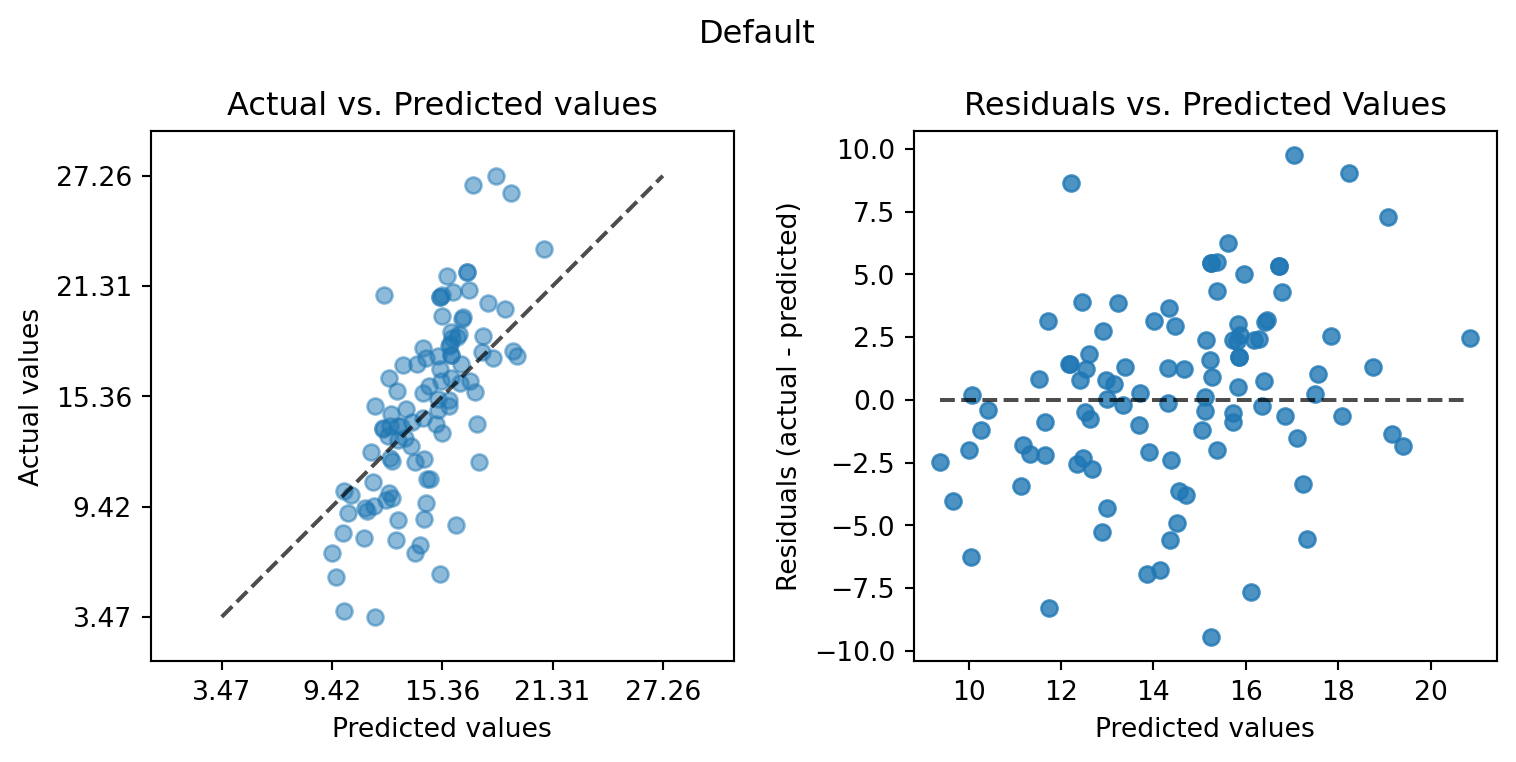 Default
Actual vs. Predicted values
27.26
21.31
15.36
9.42
3.47
Actual values
3.47 9.42 15.36 21.31 27.26
Predicted values
Residuals vs. Predicted Values
10.0
7.5
5.0
2.5
0.0
−2.5
−5.0
−7.5
−10.0
Residuals (actual - predicted)
10 12 14 16 18 20
Predicted values